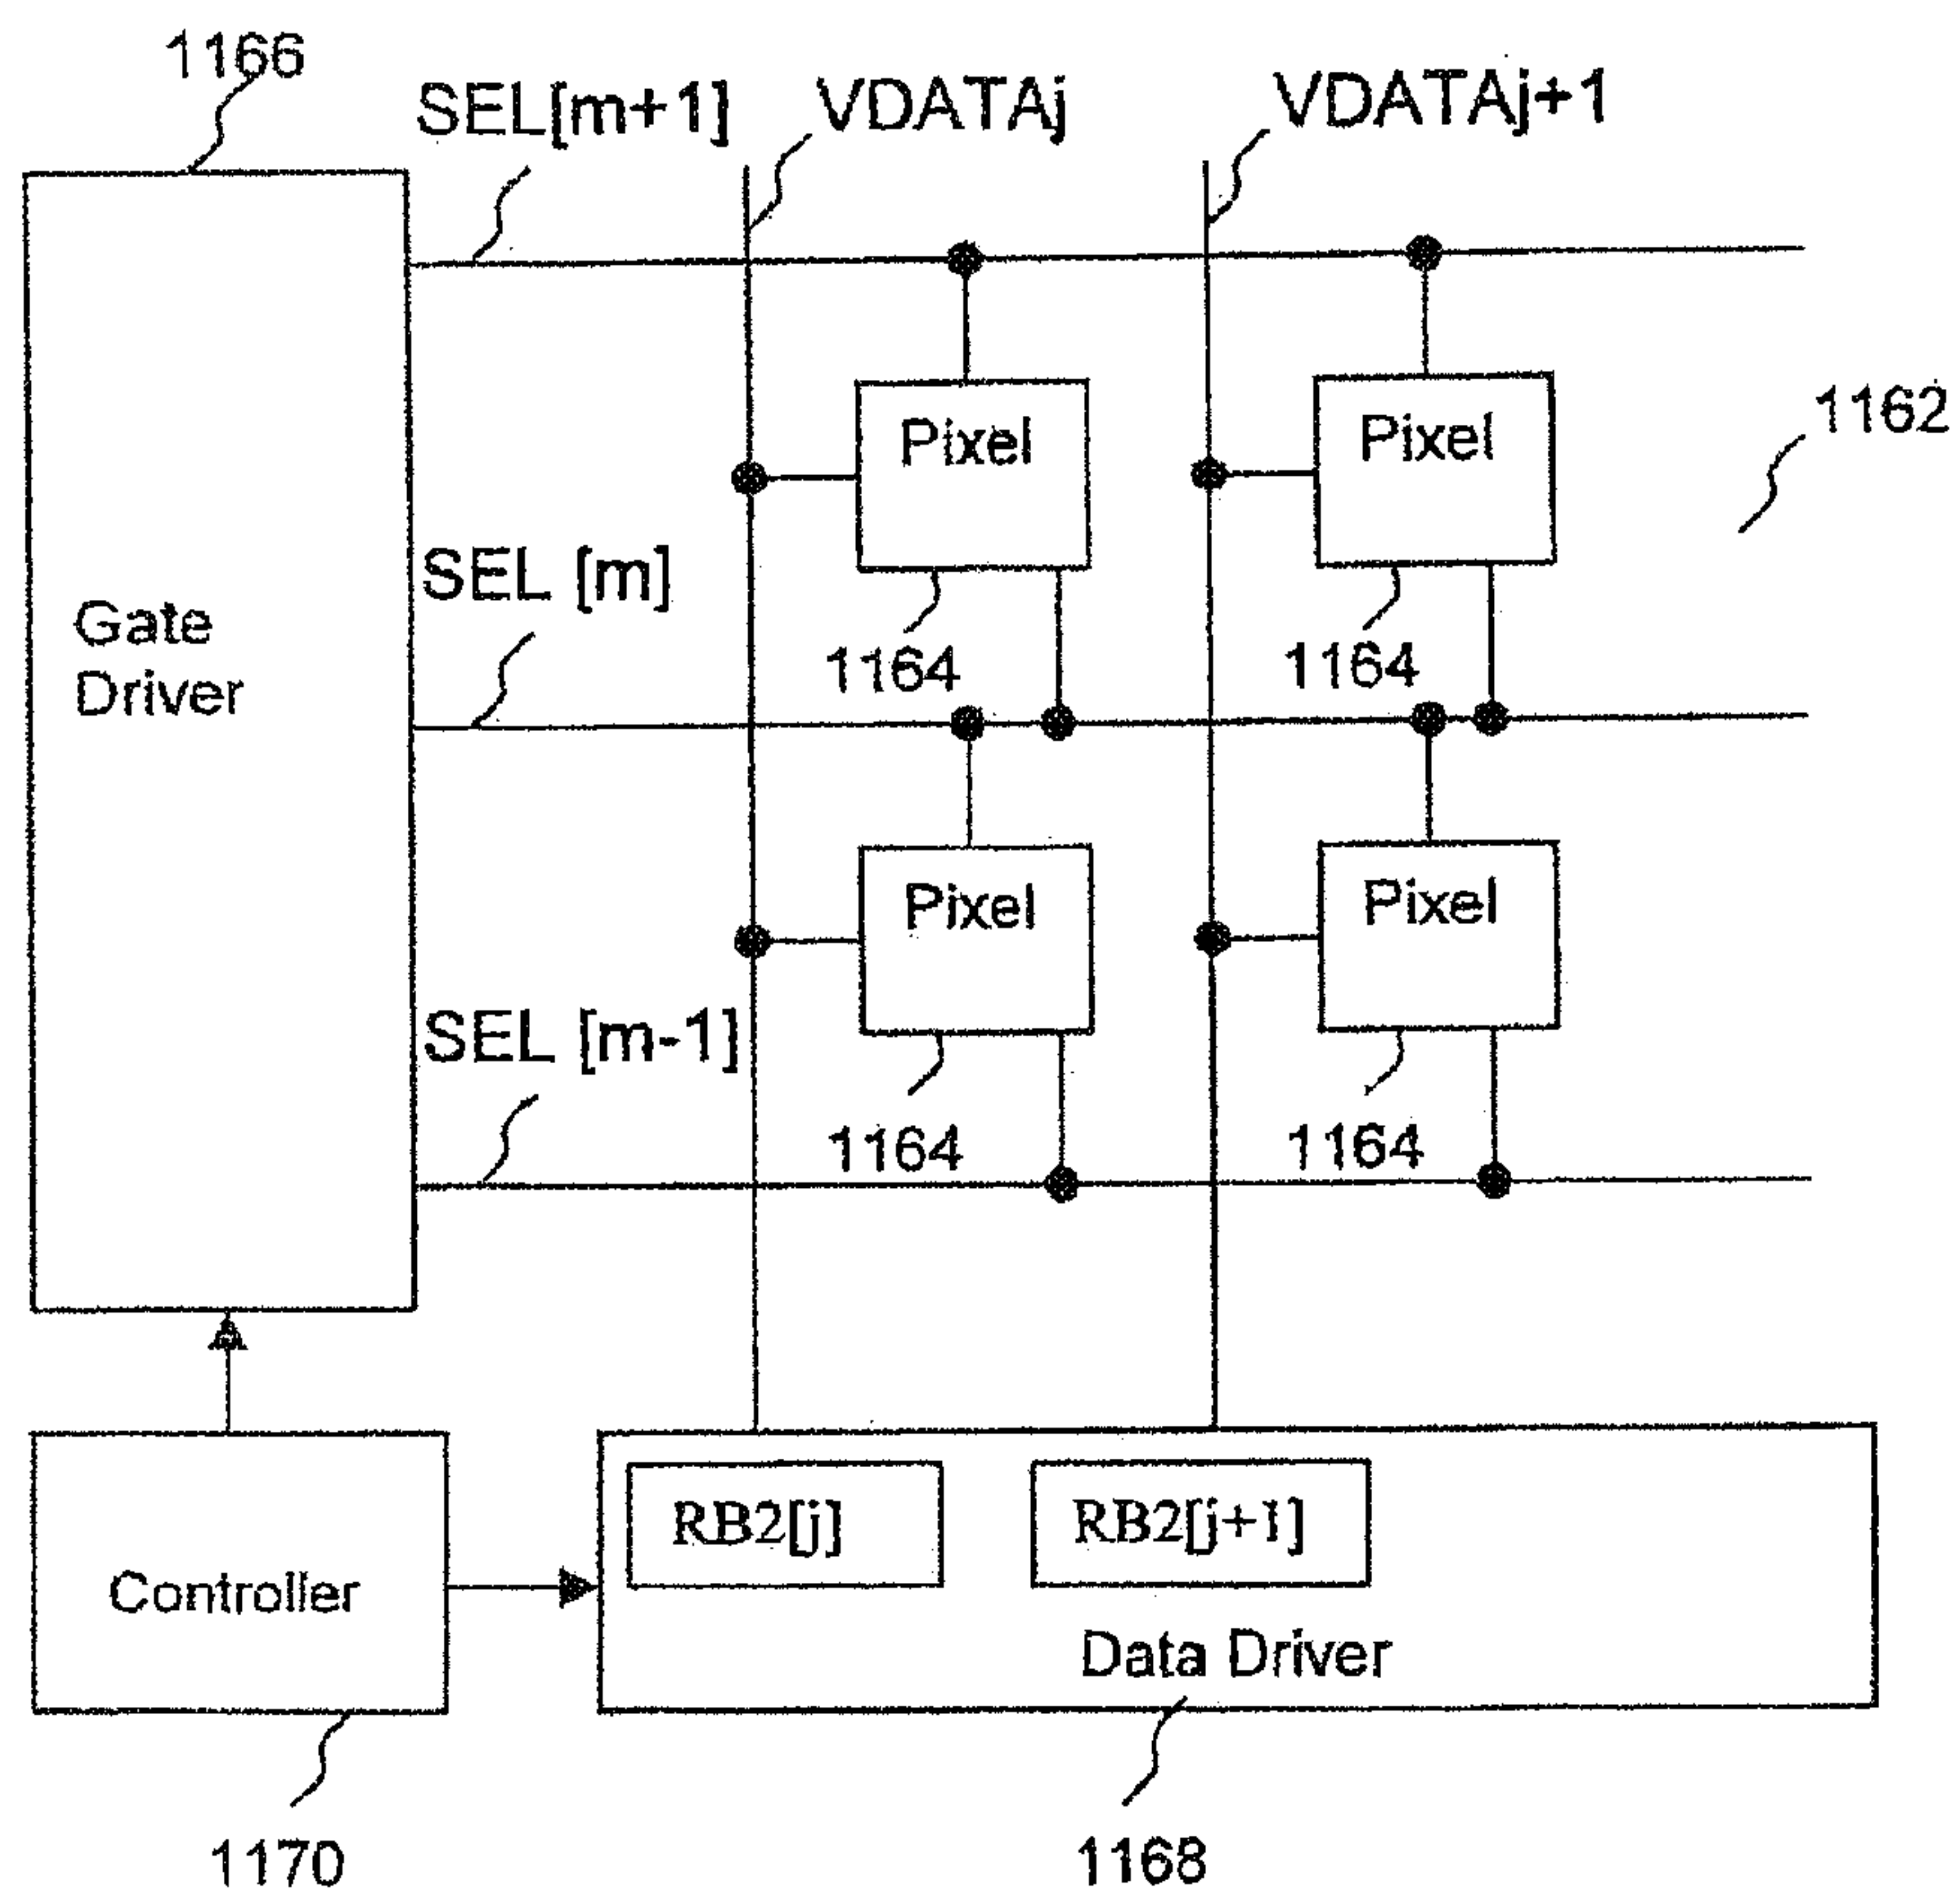 1166
SEL[m+1]
VDATAj
VDATAj+1
1162
Pixel
Pixel
SEL [m]
Gate
Driver
1164
1164
Pixel
Pixel
SEL [m-1]
1164
1164
RB2[j]
RB2[j+1]
Controller
Data Driver
1170
1168